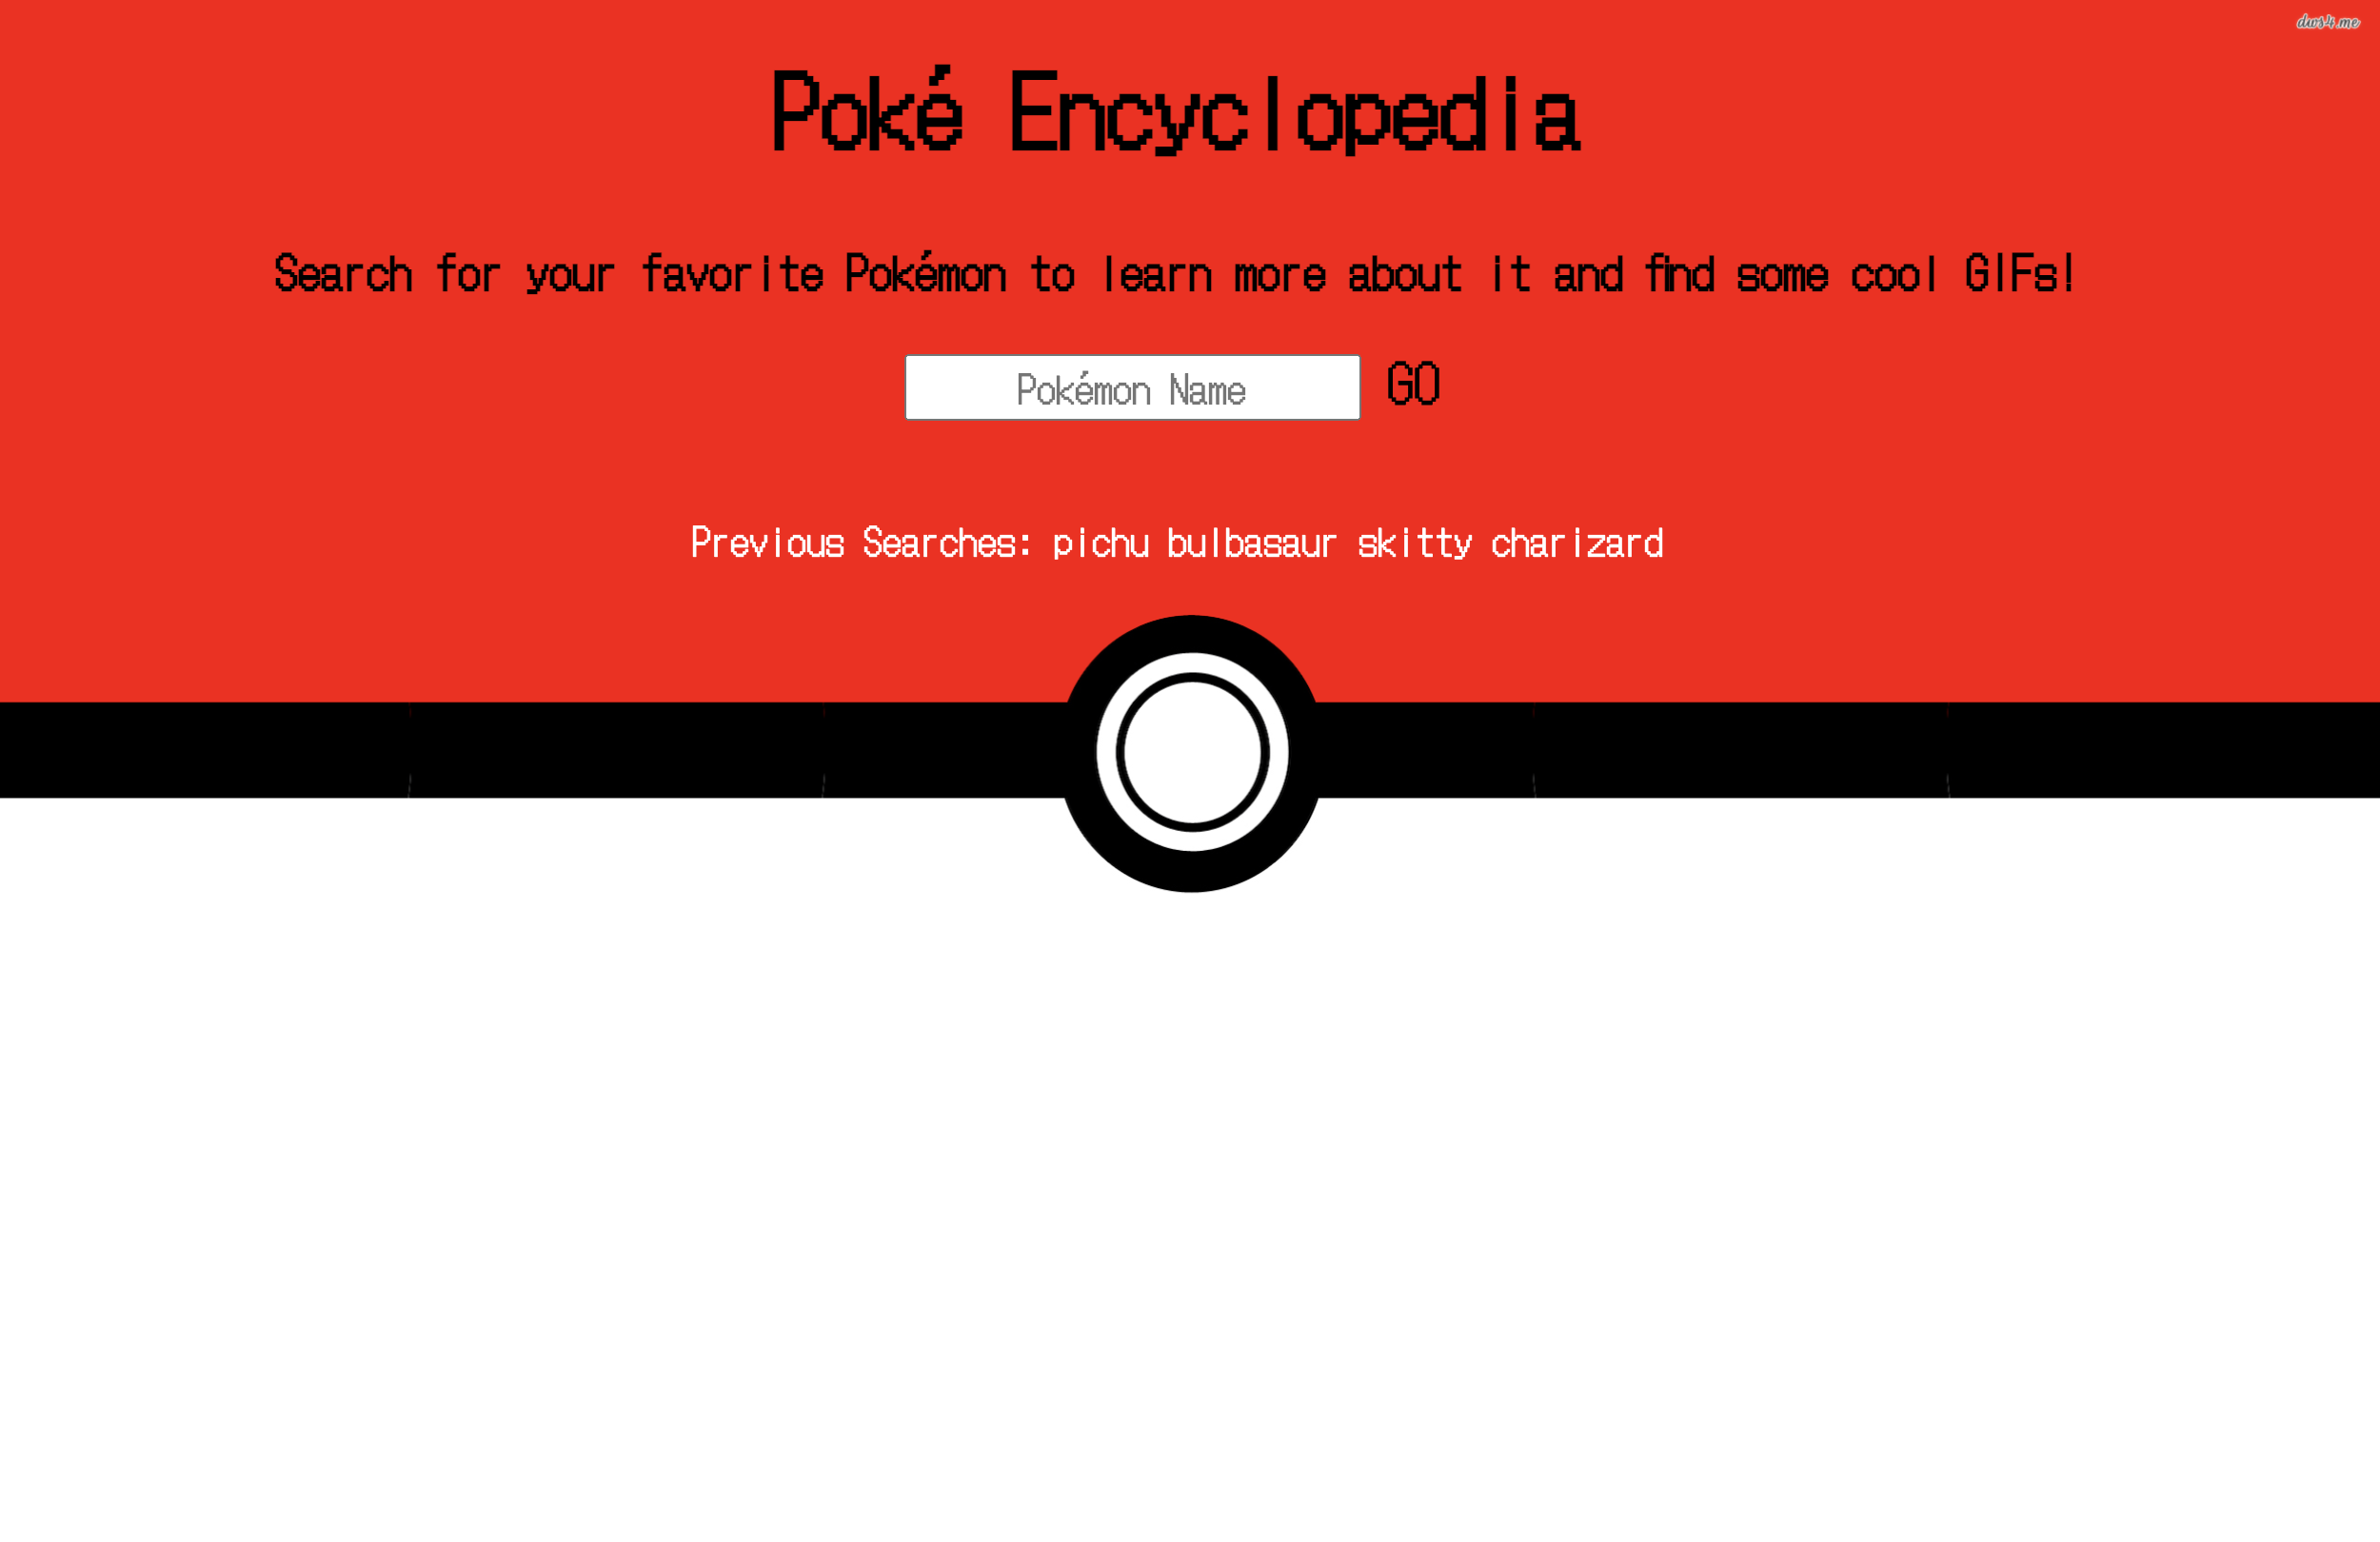 dws4.me
Poké Encyclopedia
Search for your favorite Pokémon to learn more about it and find some cool GIFs!
Pokémon Name GO
Previous Searches: pichu bulbasaur skitty charizard